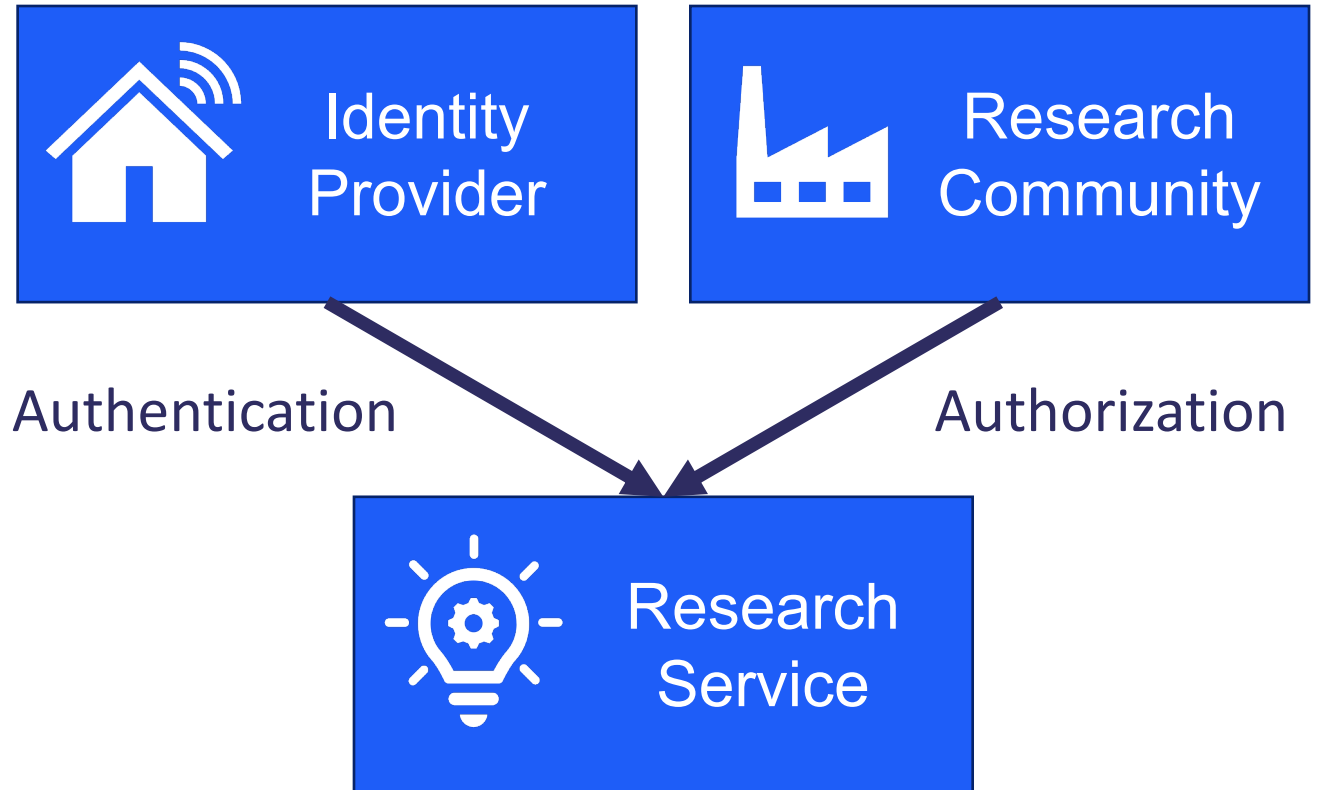 Identity
Provider
Research
Community
Authentication
Authorization
Research
Service